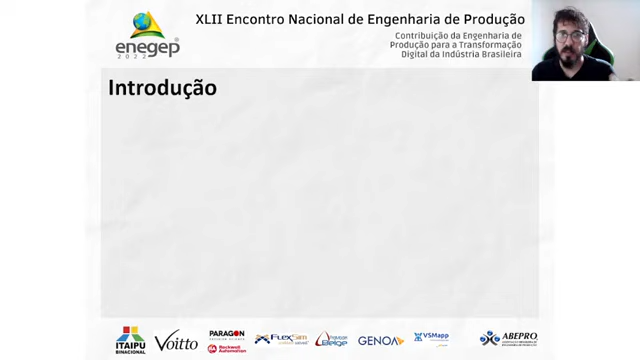 XLII Encontro Nacional de Engenharia de Produção
Contribuição da Engenharia de
Produção para a Transformação
Digital da Indústria Brasileira
enegep
2022
Introdução
ITAIPU
BINACIONAL
Voitto
PARAGON
Rockwell
Automation
FLEXSIM
GENOA
VSMapp
ABEPRO